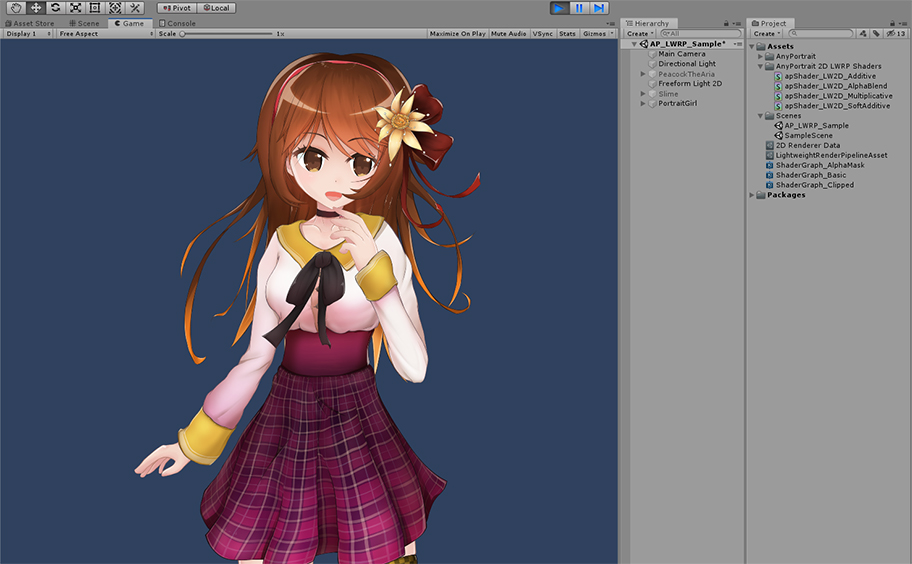 Pivot Local
Asset Store Scene Game Console
Display 1 Free Aspect Scale 1x Maximize On Play Mute Audio VSync Stats Gizmos
Hierarchy
Create All
AP_LWRP_Sample*
Main Camera
Directional Light
PeacockTheAria
Freeform Light 2D
Slime
PortraitGirl
Project
Create 13
Assets
AnyPortrait
AnyPortrait 2D LWRP Shaders
apShader_LW2D_Additive
apShader_LW2D_AlphaBlend
apShader_LW2D_Multiplicative
apShader_LW2D_SoftAdditive
Scenes
AP_LWRP_Sample
SampleScene
2D Renderer Data
LightweightRenderPipelineAsset
ShaderGraph_AlphaMask
ShaderGraph_Basic
ShaderGraph_Clipped
Packages